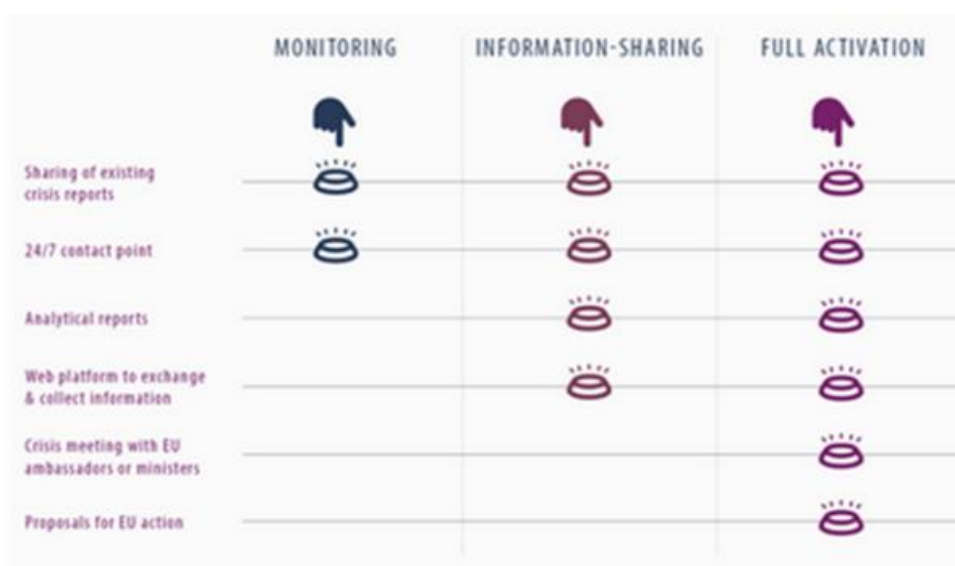 MONITORING
INFORMATION-SHARING
FULL ACTIVATION
Sharing of existing
crisis reports
24/7 contact point
Analytical reports
Web platform to exchange
& collect information
Crisis meeting with EU
ambassadors or ministers
Proposals for EU action